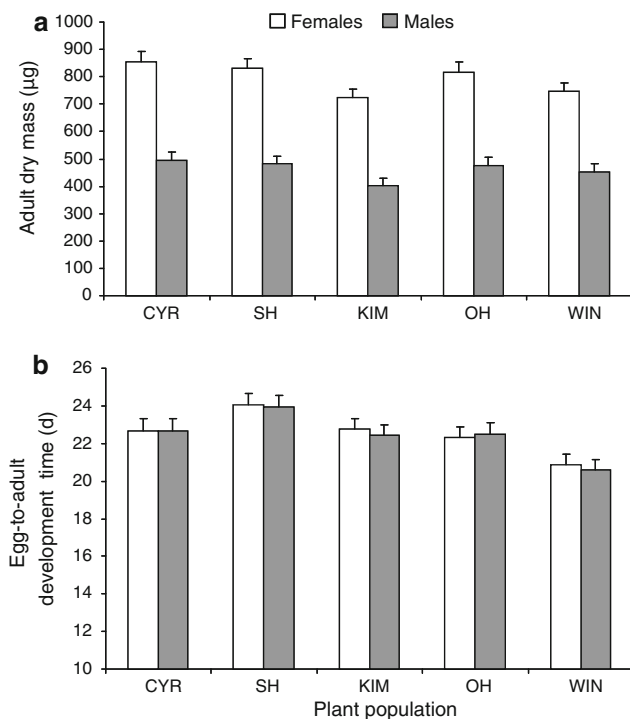 a
Females Males
Adult dry mass (µg)
1000
900
800
700
600
500
400
300
200
100
0
CYR SH KIM OH WIN
b
Egg-to-adult
development time (d)
26
24
22
20
18
16
14
12
10
CYR SH KIM OH WIN
Plant population